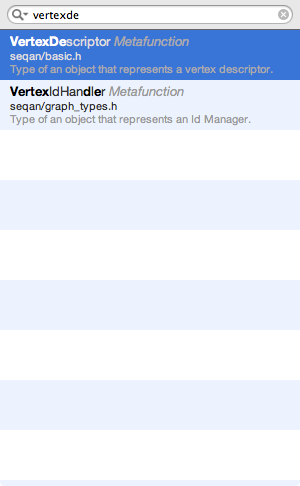 vertexde
VertexDescriptor Metafunction
seqan/basic.h
Type of an object that represents a vertex descriptor.
VertexIdHandler Metafunction
seqan/graph_types.h
Type of an object that represents an Id Manager.